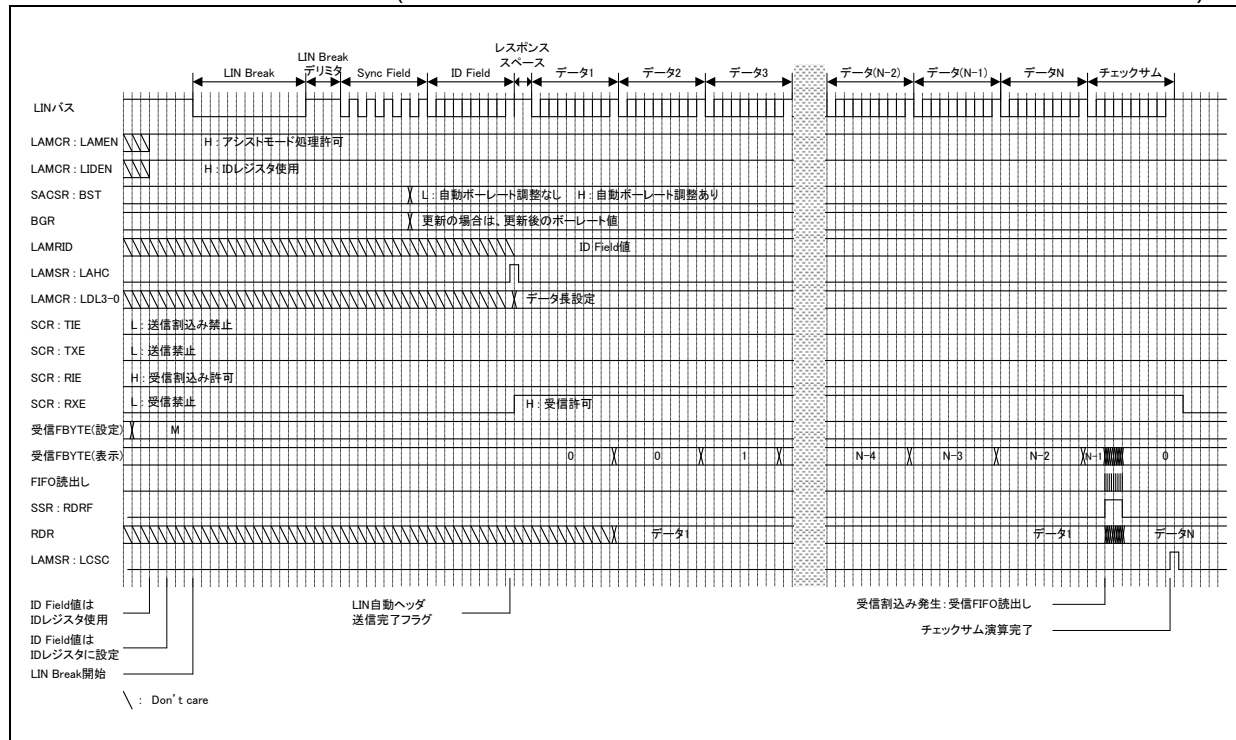 LIN Break
LIN Break
デリミタ
Sync Field
ID Field
レスポンス
スペース
データ1
データ2
データ3
データ(N-2)
データ(N-1)
データN
チェックサム
LINバス
LAMCR : LAMEN
H : アシストモード処理許可
LAMCR : LIDEN
H : IDレジスタ使用
SACSR : BST
L : 自動ボーレート調整なし H : 自動ボーレート調整あり
BGR
更新の場合は、更新後のボーレート値
LAMRID
ID Field値
LAMSR : LAHC
LAMCR : LDL3-0
データ長設定
SCR : TIE
L : 送信割込み禁止
SCR : TXE
L : 送信禁止
SCR : RIE
H : 受信割込み許可
SCR : RXE
L : 受信禁止
H : 受信許可
受信FBYTE(設定)
M
受信FBYTE(表示)
0
0
1
N-4
N-3
N-2
N-1
0
FIFO読出し
SSR : RDRF
RDR
データ1
データ1
データN
LAMSR : LCSC
ID Field値は
IDレジスタ使用
ID Field値は
IDレジスタに設定
LIN Break開始
LIN自動ヘッダ
送信完了フラグ
受信割込み発生 : 受信FIFO読出し
チェックサム演算完了
\ : Don't care